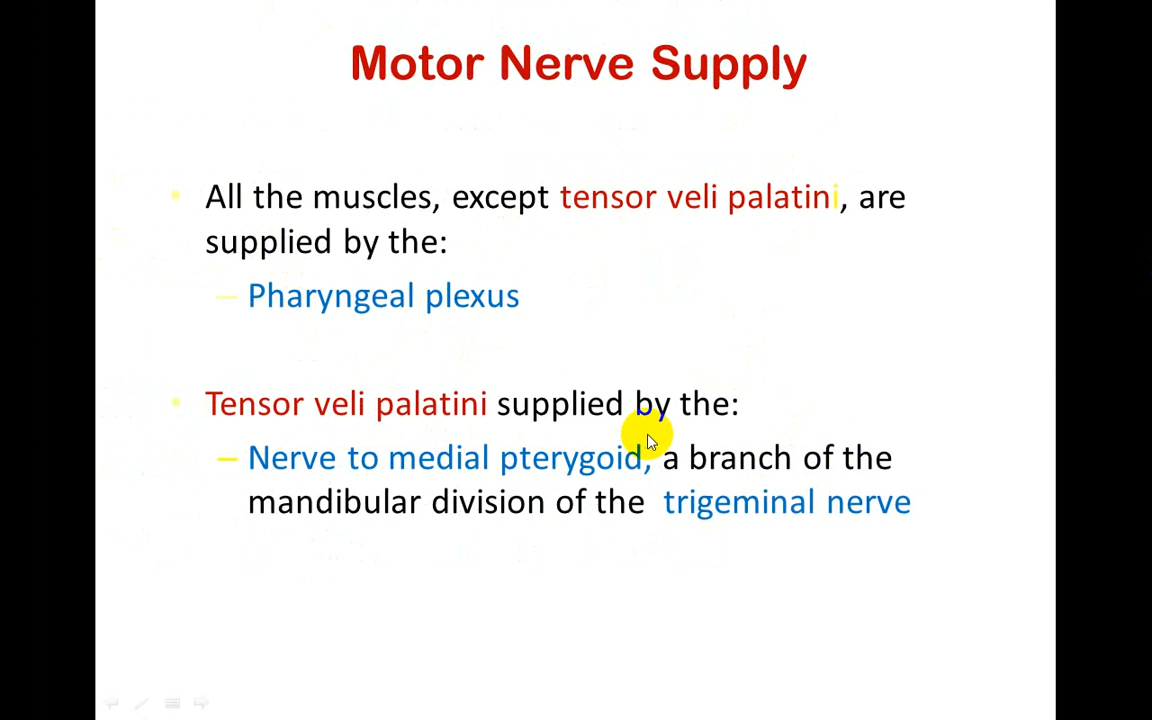 Motor Nerve Supply
• All the muscles, except tensor veli palatini, are
supplied by the:
– Pharyngeal plexus
• Tensor veli palatini supplied by the:
– Nerve to medial pterygoid, a branch of the
mandibular division of the trigeminal nerve